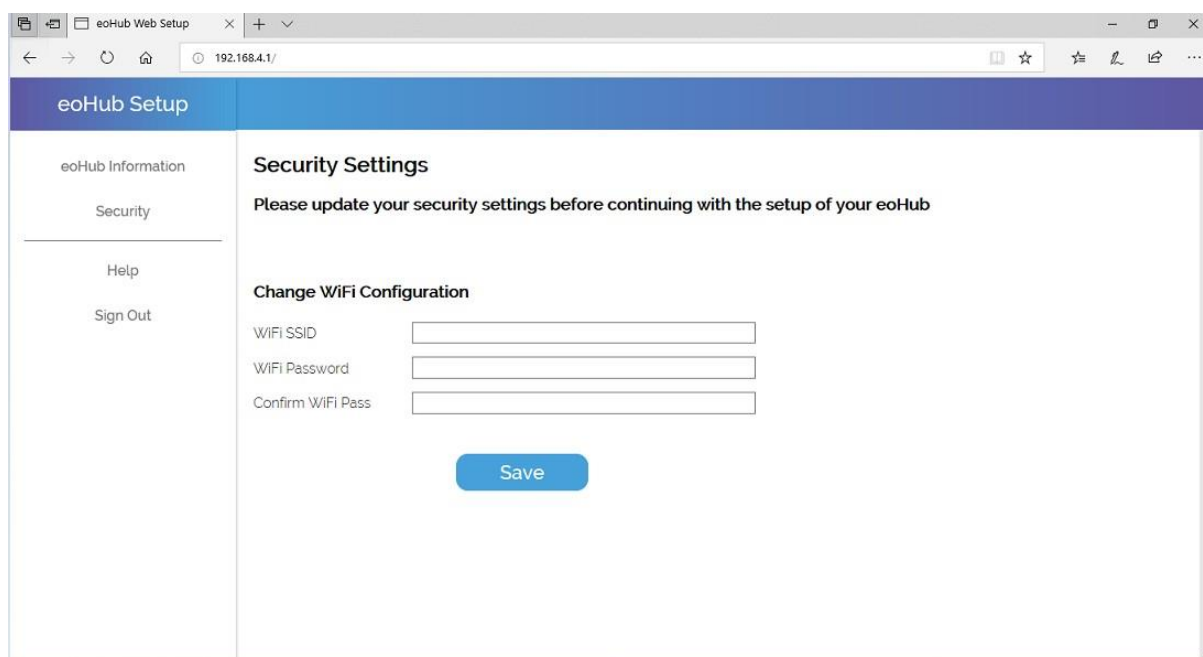 eoHub Web Setup
192.168.4.1/
eoHub Setup
eoHub Information
Security
Help
Sign Out
Security Settings
Please update your security settings before continuing with the setup of your eoHub
Change WiFi Configuration
WiFi SSID
WiFi Password
Confirm WiFi Pass
Save